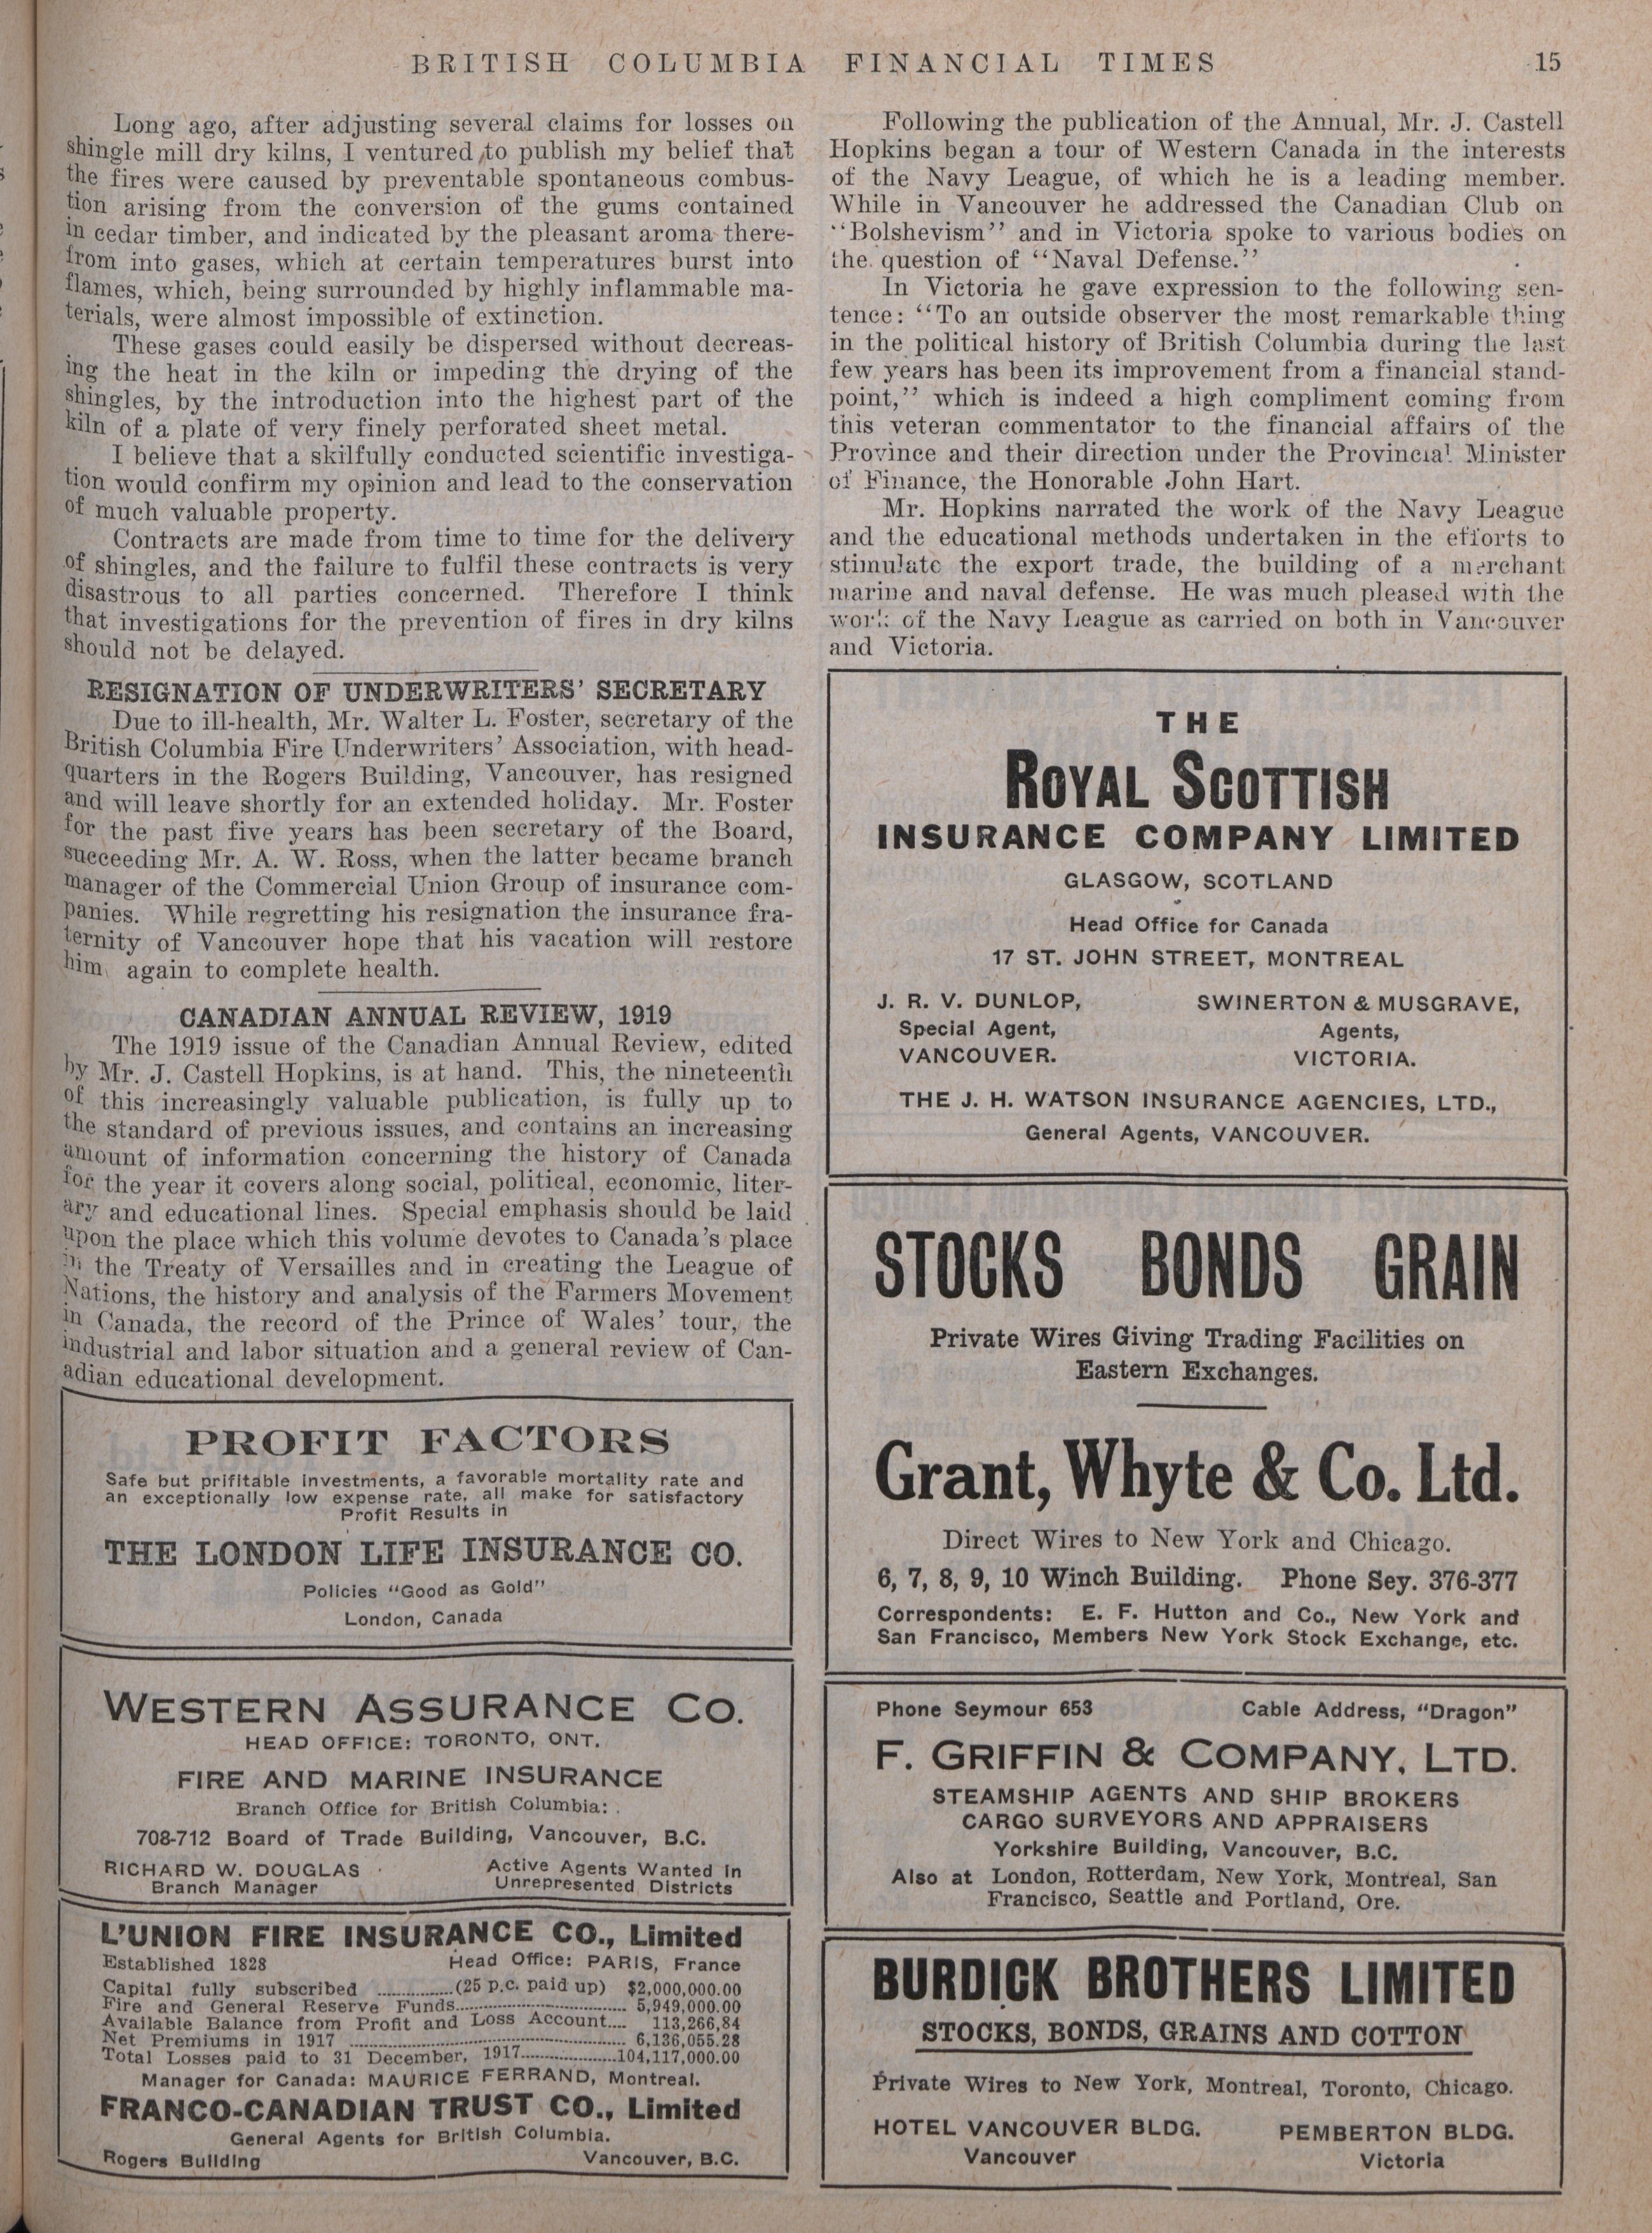 BRITISH COLUMBIA FINANCIAL TIMES 15
Long ago, after adjusting several claims for losses on
shingle mill dry kilns, I ventured to publish my belief that
the fires were caused by preventable spontaneous combus-
tion arising from the conversion of the gums contained
in cedar timber, and indicated by the pleasant aroma there-
from into gases, which at certain temperatures burst into
flames, which, being surrounded by highly inflammable ma-
terials, were almost impossible of extinction.
These gases could easily be dispersed without decreas-
ing the heat in the kiln or impeding the drying of the
shingles, by the introduction into the highest part of the
kiln of a plate of very finely perforated sheet metal.
I believe that a skilfully conducted scientific investiga-
tion would confirm my opinion and lead to the conservation
of much valuable property.
Contracts are made from time to time for the delivery
of shingles, and the failure to fulfil these contracts is very
disastrous to all parties concerned. Therefore I think
that investigations for the prevention of fires in dry kilns
should not be delayed.
RESIGNATION OF UNDERWRITERS' SECRETARY
Due to ill-health, Mr. Walter L. Foster, secretary of the
British Columbia Fire Underwriters' Association, with head-
quarters in the Rogers Building, Vancouver, has resigned
and will leave shortly for an extended holiday. Mr. Foster
for the past five years has been secretary of the Board,
succeeding Mr. A. W. Ross, when the latter became branch
manager of the Commercial Union Group of insurance com-
panies. While regretting his resignation the insurance fra-
ternity of Vancouver hope that his vacation will restore
him again to complete health.
CANADIAN ANNUAL REVIEW, 1919
The 1919 issue of the Canadian Annual Review, edited
by Mr. J. Castell Hopkins, is at hand. This, the nineteenth
of this increasingly valuable publication, is fully up to
the standard of previous issues, and contains an increasing
amount of information concerning the history of Canada
for the year it covers along social, political, economic, liter-
ary and educational lines. Special emphasis should be laid
upon the place which this volume devotes to Canada's place
in the Treaty of Versailles and in creating the League of
Nations, the history and analysis of the Farmers Movement
in Canada, the record of the Prince of Wales' tour, the
industrial and labor situation and a general review of Can-
adian educational development.
PROFIT FACTORS
Safe but prifitable investments, a favorable mortality rate and
an exceptionally low expense rate, all make for satisfactory
Profit Results in
THE LONDON LIFE INSURANCE CO.
Policies "Good as Gold"
London, Canada
WESTERN ASSURANCE CO.
HEAD OFFICE: TORONTO, ONT.
FIRE AND MARINE INSURANCE
Branch Office for British Columbia:
708-712 Board of Trade Building, Vancouver, B.C.
RICHARD W. DOUGLAS Active Agents Wanted in
Branch Manager Unrepresented Districts
L'UNION FIRE INSURANCE CO., Limited
Established 1828 Head Office: PARIS, France
Capital fully subscribed ..............(25 p.c. paid up) $2,000,000.00
Fire and General Reserve Funds.................................. 5,949,000.00
Available Balance from Profit and Loss Account.... 113,266,84
Net Premiums in 1917 ...................................................... 6,136,055.28
Total Losses paid to 31 December, 1917...................104,117,000.00
Manager for Canada: MAURICE FERRAND, Montreal.
FRANCO-CANADIAN TRUST CO., Limited
General Agents for British Columbia.
Rogers Building Vancouver, B.C.
Following the publication of the Annual, Mr. J. Castell
Hopkins began a tour of Western Canada in the interests
of the Navy League, of which he is a leading member.
While in Vancouver he addressed the Canadian Club on
"Bolshevism" and in Victoria spoke to various bodies on
the question of "Naval Defense."
In Victoria he gave expression to the following sen-
tence: "To an outside observer the most remarkable thing
in the political history of British Columbia during the last
few years has been its improvement from a financial stand-
point," which is indeed a high compliment coming from
this veteran commentator to the financial affairs of the
Province and their direction under the Provincial Minister
of Finance, the Honorable John Hart.
Mr. Hopkins narrated the work of the Navy League
and the educational methods undertaken in the efforts to
stimulate the export trade, the building of a merchant
marine and naval defense. He was much pleased with the
work of the Navy League as carried on both in Vancouver
and Victoria.
THE
ROYAL SCOTTISH
INSURANCE COMPANY LIMITED
GLASGOW, SCOTLAND
Head Office for Canada
17 ST. JOHN STREET, MONTREAL
J. R. V. DUNLOP, SWINERTON & MUSGRAVE,
Special Agent, Agents,
VANCOUVER. VICTORIA.
THE J. H. WATSON INSURANCE AGENCIES, LTD.,
General Agents, VANCOUVER.
STOCKS BONDS GRAIN
Private Wires Giving Trading Facilities on
Eastern Exchanges.
Grant, Whyte & Co. Ltd.
Direct Wires to New York and Chicago.
6, 7, 8, 9, 10 Winch Building. Phone Sey. 376-377
Correspondents: E. F. Hutton and Co., New York and
San Francisco, Members New York Stock Exchange, etc.
Phone Seymour 653 Cable Address, "Dragon"
F. GRIFFIN & COMPANY, LTD.
STEAMSHIP AGENTS AND SHIP BROKERS
CARGO SURVEYORS AND APPRAISERS
Yorkshire Building, Vancouver, B.C.
Also at London, Rotterdam, New York, Montreal, San
Francisco, Seattle and Portland, Ore.
BURDICK BROTHERS LIMITED
STOCKS, BONDS, GRAINS AND COTTON
Private Wires to New York, Montreal, Toronto, Chicago.
HOTEL VANCOUVER BLDG. PEMBERTON BLDG.
Vancouver Victoria